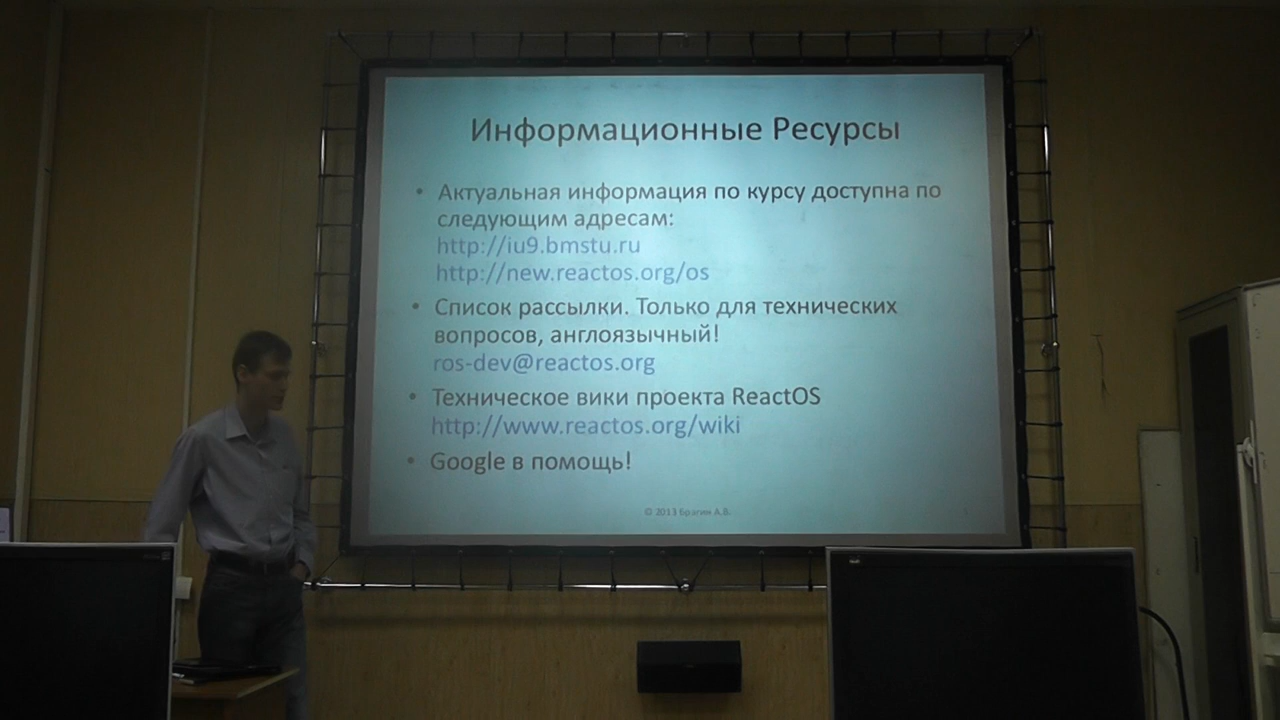 Информационные Ресурсы
• Актуальная информация по курсу доступна по
следующим адресам:
http://iu9.bmstu.ru
http://new.reactos.org/os
• Список рассылки. Только для технических
вопросов, англоязычный!
ros-dev@reactos.org
• Техническое вики проекта ReactOS
http://www.reactos.org/wiki
• Google в помощь!
© 2013 Брагин А.В.